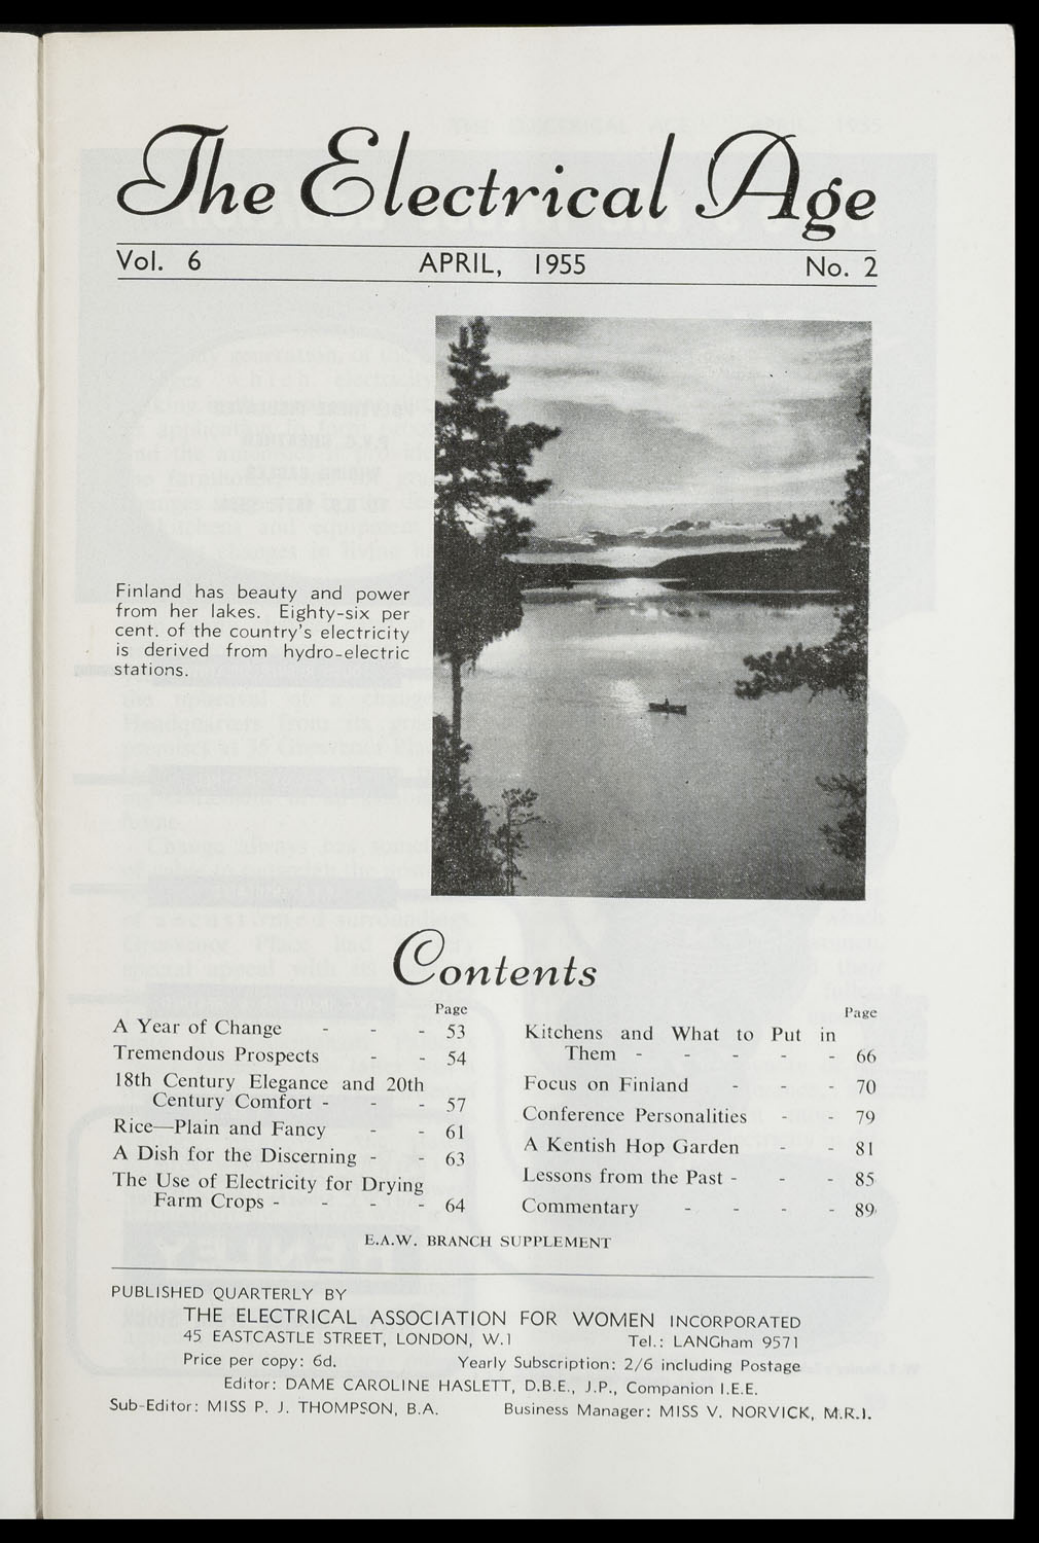 The Electrical Age
Vol. 6 APRIL, 1955 No. 2
Finland has beauty and power
from her lakes. Eighty-six per
cent. of the country's electricity
is derived from hydro-electric
stations.
Contents
Page
A Year of Change - - - 53
Tremendous Prospects - - 54
18th Century Elegance and 20th
Century Comfort - - - 57
Rice—Plain and Fancy - - 61
A Dish for the Discerning - - 63
The Use of Electricity for Drying
Farm Crops - - - - 64
Page
Kitchens and What to Put in
Them - - - - - 66
Focus on Finland - - - 70
Conference Personalities - - 79
A Kentish Hop Garden - - 81
Lessons from the Past - - - 85
Commentary - - - - 89
E.A.W. BRANCH SUPPLEMENT
PUBLISHED QUARTERLY BY
THE ELECTRICAL ASSOCIATION FOR WOMEN INCORPORATED
45 EASTCASTLE STREET, LONDON, W.1 Tel.: LANGham 9571
Price per copy: 6d. Yearly Subscription: 2/6 including Postage
Editor: DAME CAROLINE HASLETT, D.B.E., J.P., Companion I.E.E.
Sub-Editor: MISS P. J. THOMPSON, B.A. Business Manager: MISS V. NORVICK, M.R.I.